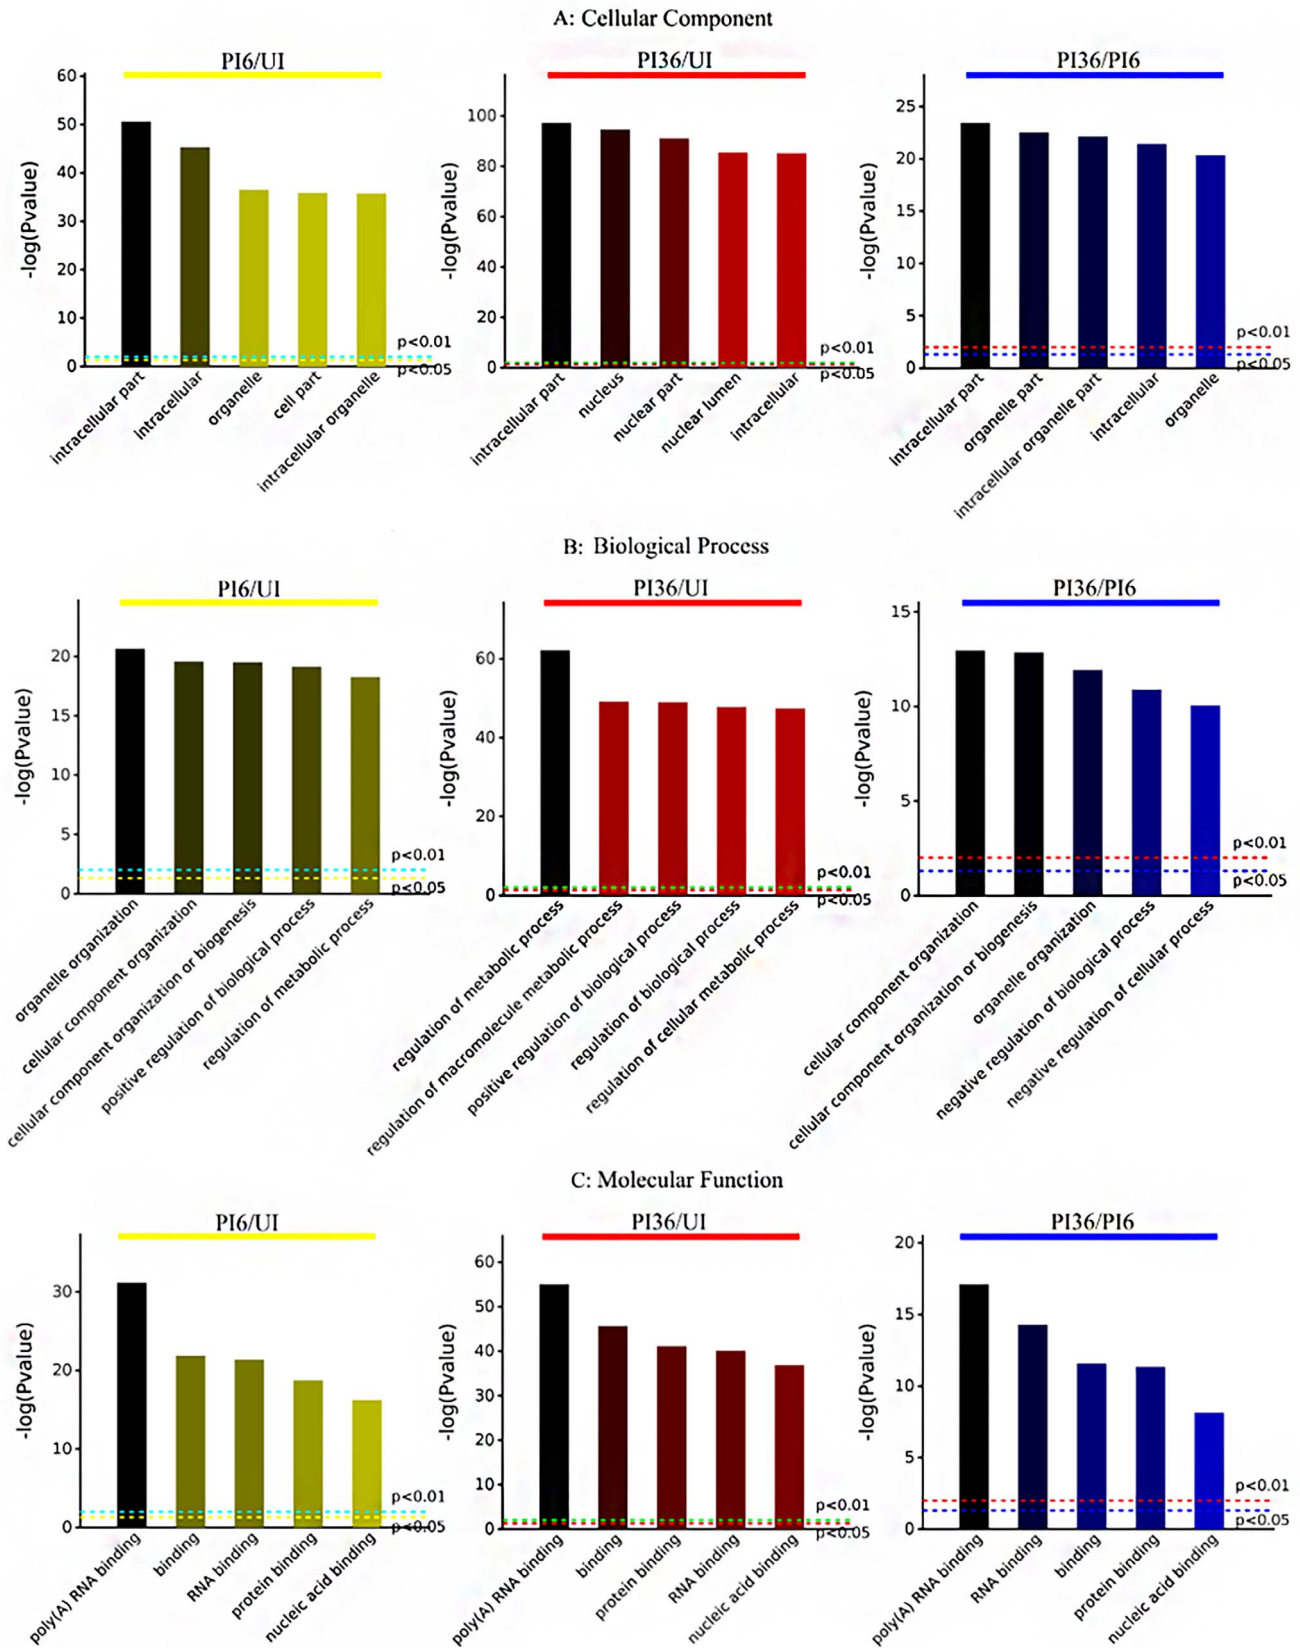 A: Cellular Component
PI6/UI
60
50
40
30
20
10
0
-log(Pvalue)
p<0.01
p<0.05
intracellular part
intracellular
organelle
cell part
intracellular organelle
PI36/UI
100
80
60
40
20
0
-log(Pvalue)
p<0.01
p<0.05
intracellular part
nucleus
nuclear part
nuclear lumen
intracellular
PI36/PI6
25
20
15
10
5
0
-log(Pvalue)
p<0.01
p<0.05
intracellular part
organelle part
intracellular organelle part
intracellular
organelle
B: Biological Process
PI6/UI
20
15
10
5
0
-log(Pvalue)
p<0.01
p<0.05
organelle organization
cellular component organization
cellular component organization or biogenesis
positive regulation of biological process
regulation of metabolic process
PI36/UI
60
40
20
0
-log(Pvalue)
p<0.01
p<0.05
regulation of metabolic process
regulation of macromolecule metabolic process
positive regulation of biological process
regulation of biological process
regulation of cellular metabolic process
PI36/PI6
15
10
5
0
-log(Pvalue)
p<0.01
p<0.05
cellular component organization
cellular component organization or biogenesis
organelle organization
negative regulation of biological process
negative regulation of cellular process
C: Molecular Function
PI6/UI
30
20
10
0
-log(Pvalue)
p<0.01
p<0.05
poly(A) RNA binding
binding
RNA binding
protein binding
nucleic acid binding
PI36/UI
60
50
40
30
20
10
0
-log(Pvalue)
p<0.01
p<0.05
poly(A) RNA binding
binding
protein binding
RNA binding
nucleic acid binding
PI36/PI6
20
15
10
5
0
-log(Pvalue)
p<0.01
p<0.05
poly(A) RNA binding
RNA binding
binding
protein binding
nucleic acid binding